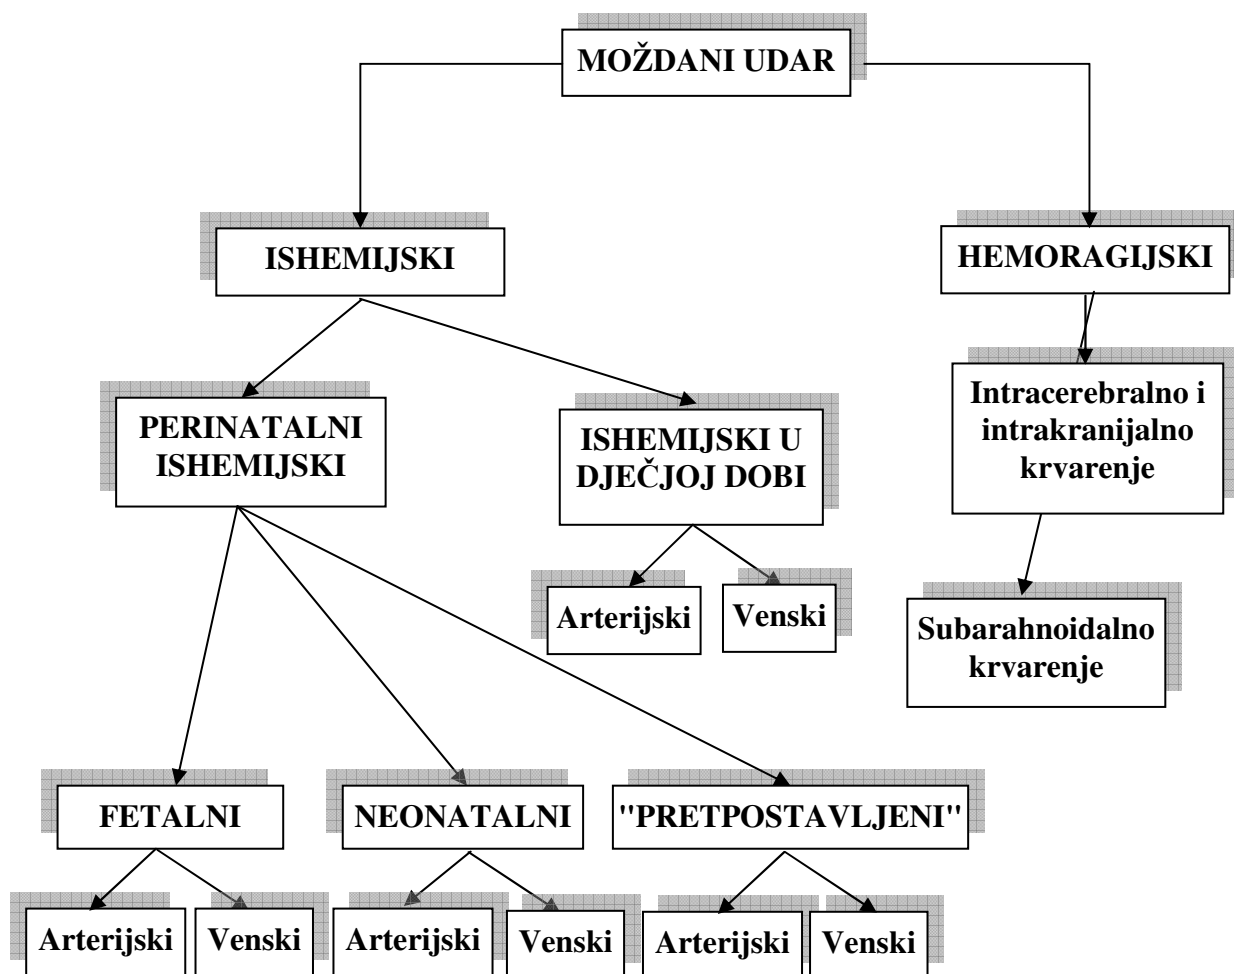 MOŽDANI UDAR
ISHEMIJSKI
HEMORAGIJSKI
PERINATALNI
ISHEMIJSKI
ISHEMIJSKI U
DJEČJOJ DOBI
Intracerebralno i
intrakranijalno
krvarenje
Arterijski
Venski
Subarahnoidalno
krvarenje
FETALNI
NEONATALNI
"PRETPOSTAVLJENI"
Arterijski
Venski
Arterijski
Venski
Arterijski
Venski